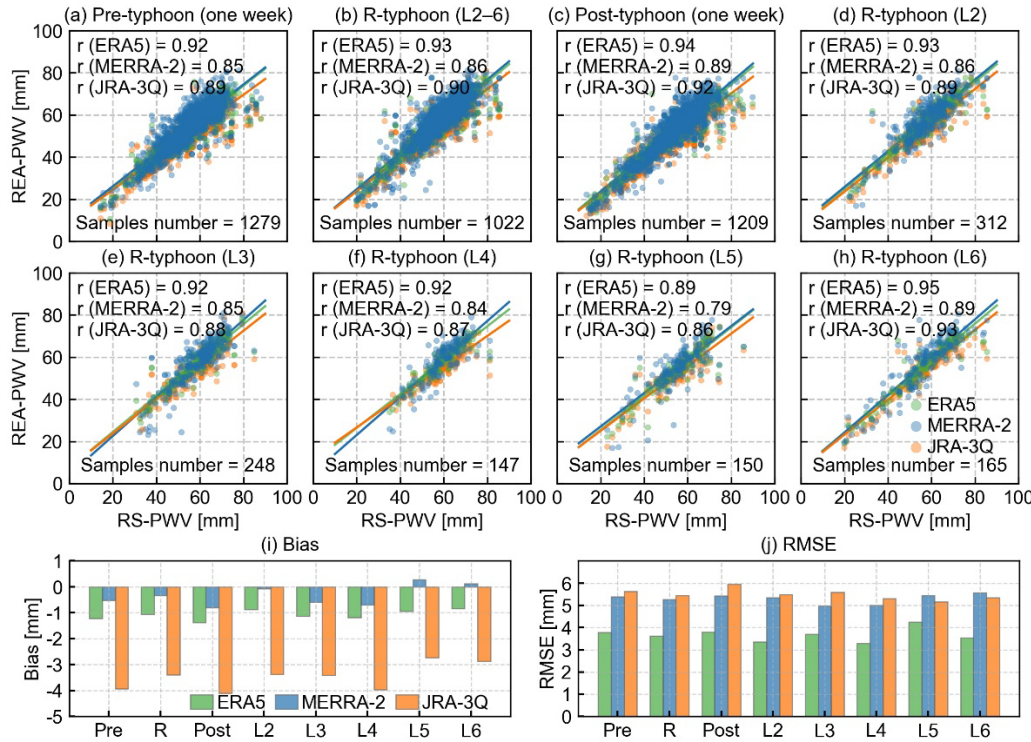 (a) Pre-typhoon (one week)
(b) R-typhoon (L2–6)
(c) Post-typhoon (one week)
(d) R-typhoon (L2)
100
80
60
40
20
0
REA-PWV [mm]
r (ERA5) = 0.92
r (MERRA-2) = 0.85
r (JRA-3Q) = 0.89
Samples number = 1279
r (ERA5) = 0.93
r (MERRA-2) = 0.86
r (JRA-3Q) = 0.90
Samples number = 1022
r (ERA5) = 0.94
r (MERRA-2) = 0.89
r (JRA-3Q) = 0.92
Samples number = 1209
r (ERA5) = 0.93
r (MERRA-2) = 0.86
r (JRA-3Q) = 0.89
Samples number = 312
(e) R-typhoon (L3)
(f) R-typhoon (L4)
(g) R-typhoon (L5)
(h) R-typhoon (L6)
100
80
60
40
20
0
REA-PWV [mm]
r (ERA5) = 0.92
r (MERRA-2) = 0.85
r (JRA-3Q) = 0.88
Samples number = 248
r (ERA5) = 0.92
r (MERRA-2) = 0.84
r (JRA-3Q) = 0.87
Samples number = 147
r (ERA5) = 0.89
r (MERRA-2) = 0.79
r (JRA-3Q) = 0.86
Samples number = 150
r (ERA5) = 0.95
r (MERRA-2) = 0.89
r (JRA-3Q) = 0.93
ERA5
MERRA-2
JRA-3Q
Samples number = 165
0 20 40 60 80 100
0 20 40 60 80 100
0 20 40 60 80 100
0 20 40 60 80 100
RS-PWV [mm]
RS-PWV [mm]
RS-PWV [mm]
RS-PWV [mm]
(i) Bias
1
0
-1
-2
-3
-4
-5
Bias [mm]
ERA5 MERRA-2 JRA-3Q
Pre R Post L2 L3 L4 L5 L6
(j) RMSE
6
5
4
3
2
1
0
RMSE [mm]
Pre R Post L2 L3 L4 L5 L6